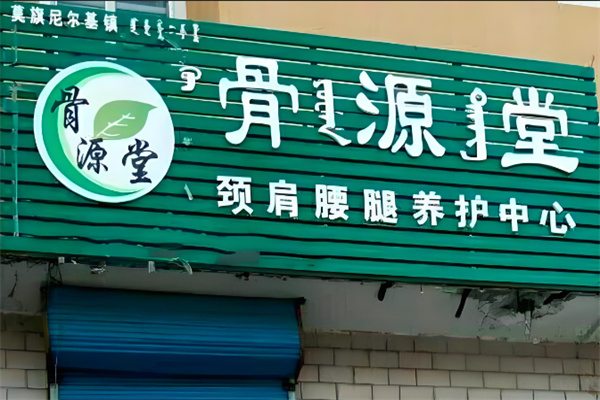 莫旗尼尔基镇
骨源堂
骨源堂
颈肩腰腿养护中心